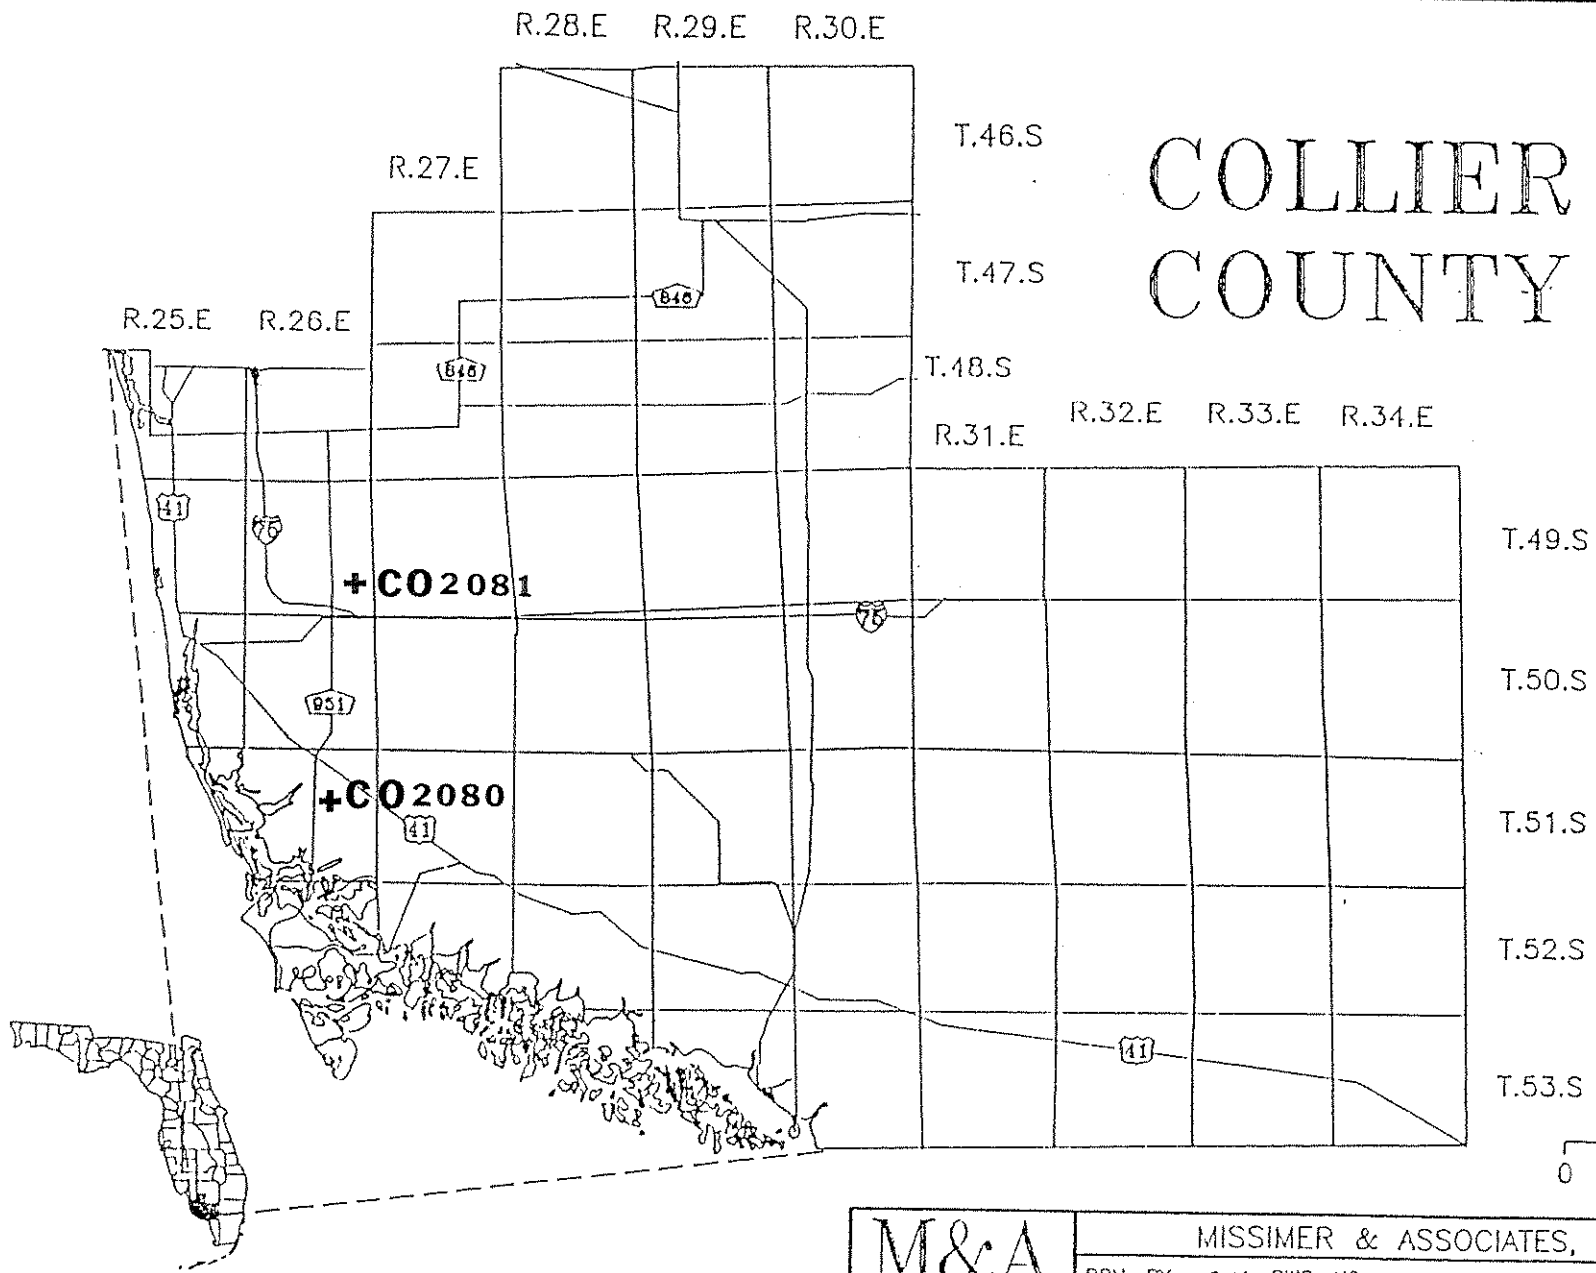 R.28.E R.29.E R.30.E
T.46.S
COLLIER
R.27.E
T.47.S
COUNTY
846
R.25.E R.26.E
846
T.48.S
R.32.E R.33.E R.34.E
R.31.E
41
75
T.49.S
+CO2081
75
T.50.S
951
+CO2080
41
T.51.S
T.52.S
41
T.53.S
0
M&A
MISSIMER & ASSOCIATES,